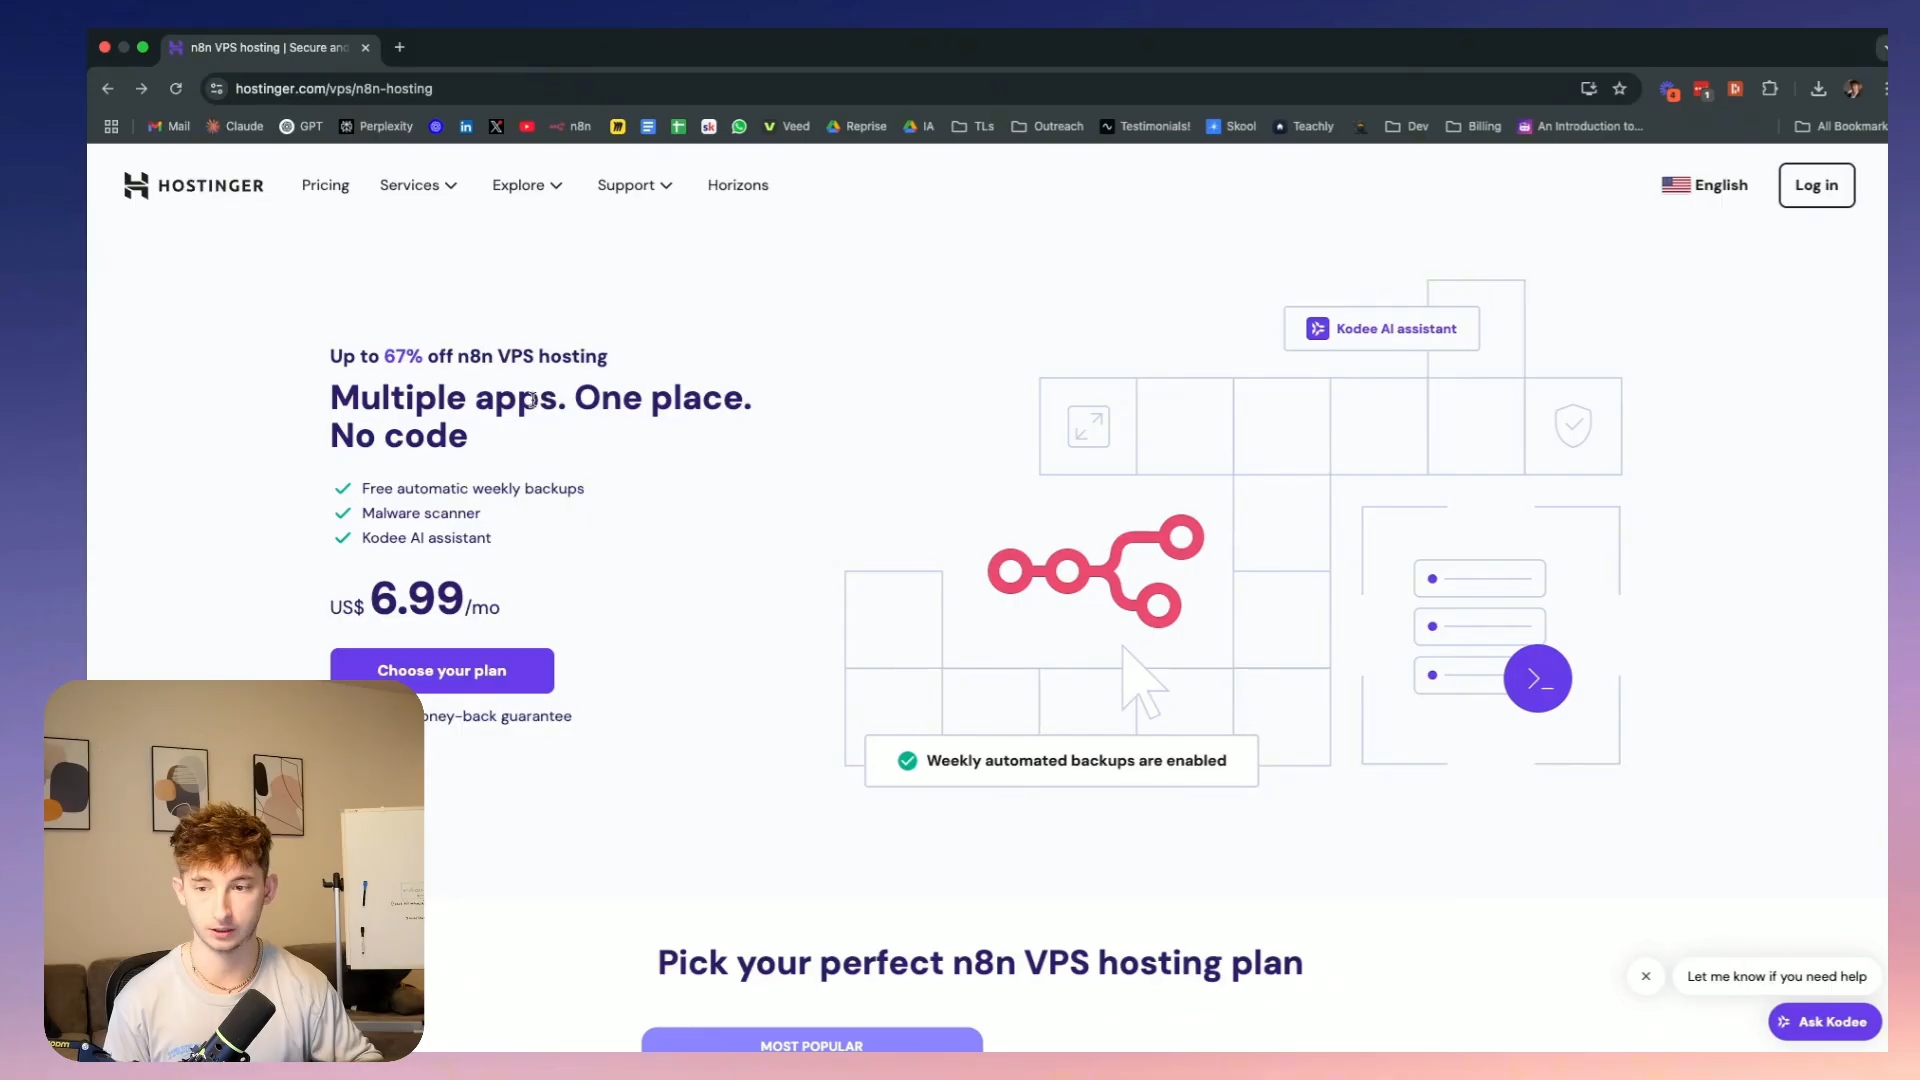 n8n VPS hosting | Secure and
hostinger.com/vps/n8n-hosting
4
1
Mail
Claude
GPT
Perplexity
n8n
sk
Veed
Reprise
IA
TLs
Outreach
Testimonials!
Skool
Teachly
Dev
Billing
An Introduction to...
All Bookmark
HOSTINGER
Pricing
Services
Explore
Support
Horizons
English
Log in
Kodee AI assistant
Up to 67% off n8n VPS hosting
Multiple apps. One place.
No code
Free automatic weekly backups
Malware scanner
Kodee AI assistant
US$ 6.99/mo
Choose your plan
oney-back guarantee
Weekly automated backups are enabled
Pick your perfect n8n VPS hosting plan
MOST POPULAR
Let me know if you need help
Ask Kodee